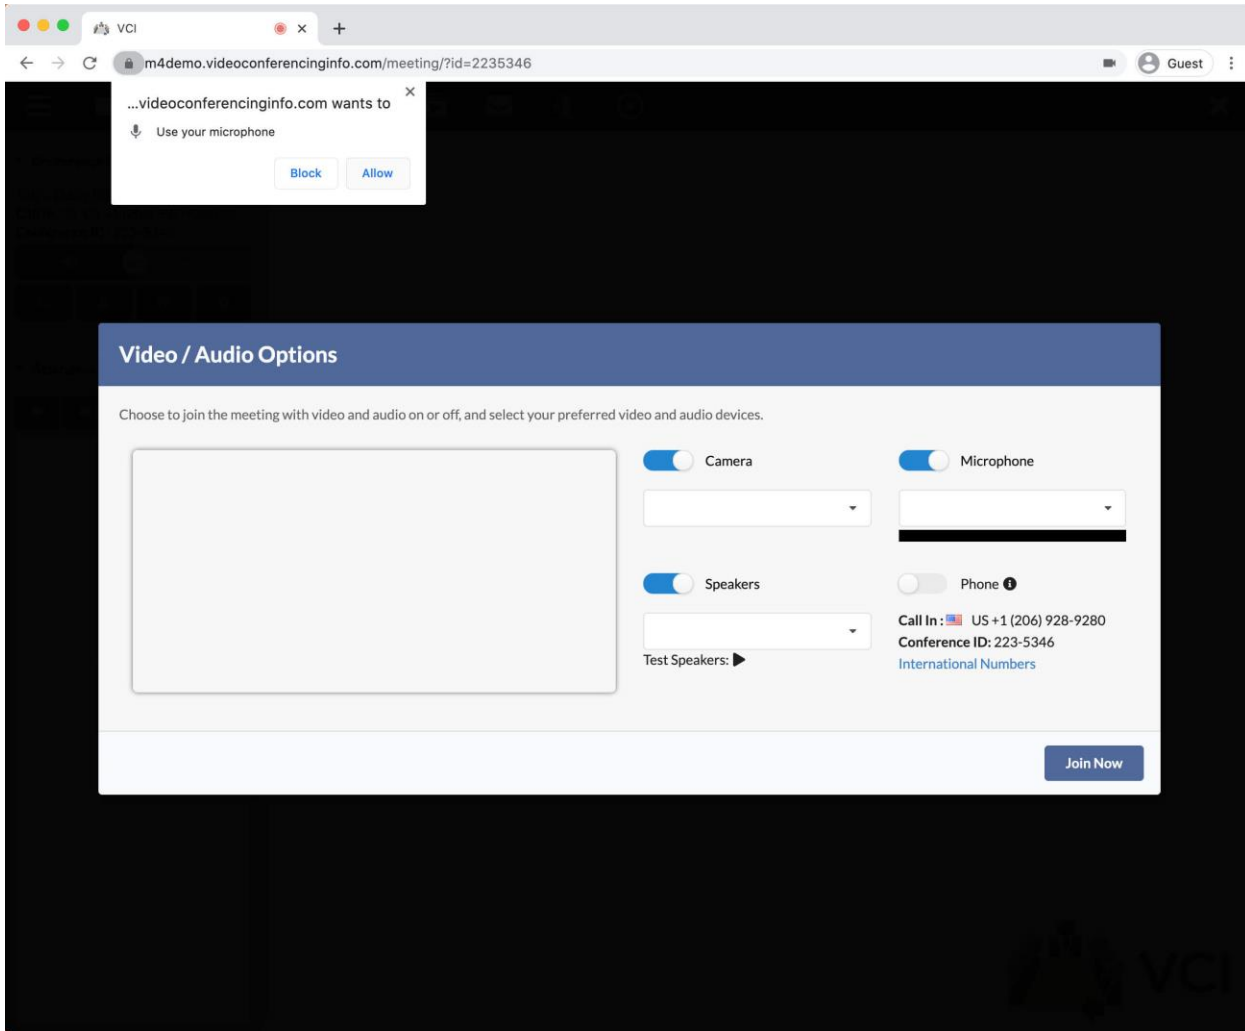 VCI
m4demo.videoconferencinginfo.com/meeting/?id=2235346
Guest
...videoconferencinginfo.com wants to
Use your microphone
Block Allow
Video / Audio Options
Choose to join the meeting with video and audio on or off, and select your preferred video and audio devices.
Camera
Microphone
Speakers
Test Speakers:
Phone
Call In : US +1 (206) 928-9280
Conference ID: 223-5346
International Numbers
Join Now
VCI